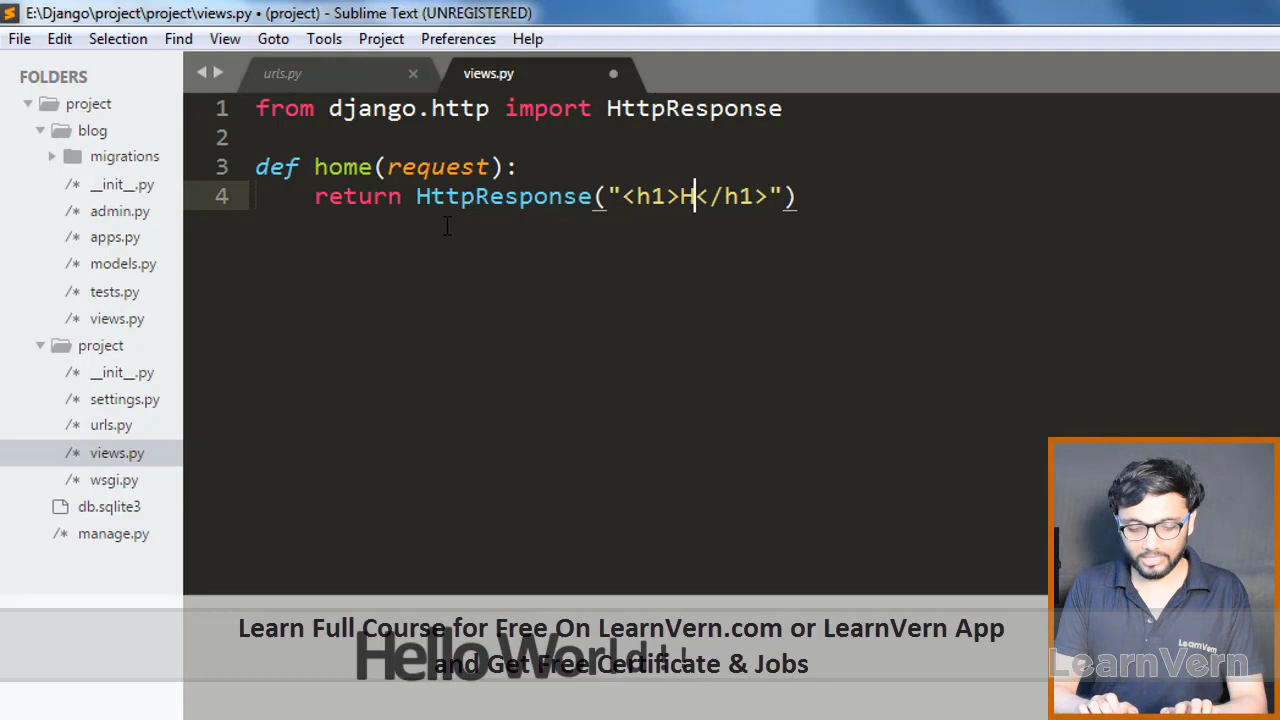 E:\Django\project\project\views.py • (project) - Sublime Text (UNREGISTERED)
File Edit Selection Find View Goto Tools Project Preferences Help
FOLDERS
project
blog
migrations
/* __init__.py
/* admin.py
/* apps.py
/* models.py
/* tests.py
/* views.py
project
/* __init__.py
/* settings.py
/* urls.py
/* views.py
/* wsgi.py
db.sqlite3
/* manage.py
urls.py
views.py
1 from django.http import HttpResponse
2
3 def home(request):
4 return HttpResponse("<h1>H</h1>")
Learn Full Course for Free On LearnVern.com or LearnVern App
and Get Free Certificate & Jobs
Hello World!!
LearnVern
LearnVern